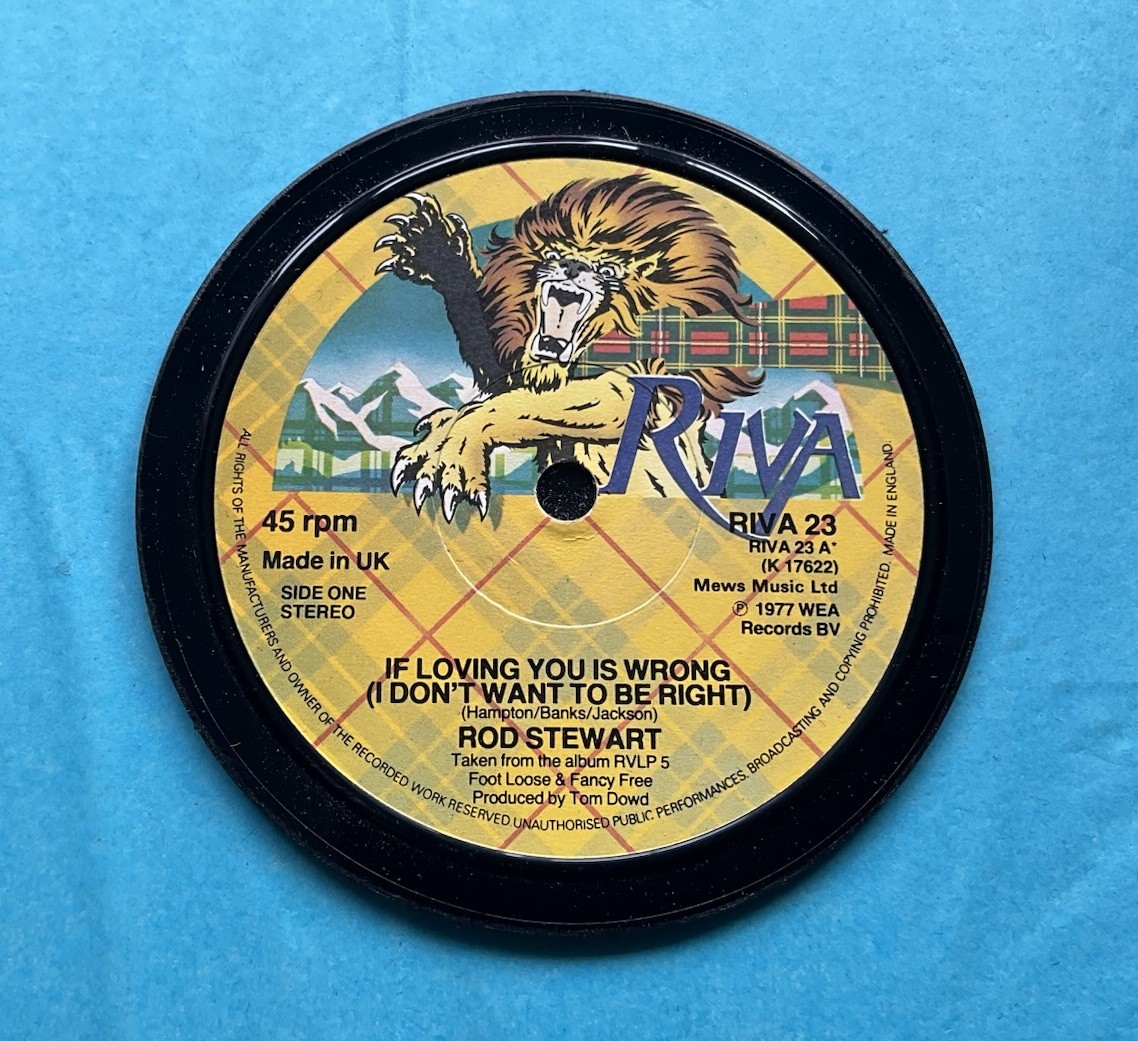 RIVA
45 rpm
Made in UK
SIDE ONE
STEREO
RIVA 23
RIVA 23 A*
(K 17622)
Mews Music Ltd
℗ 1977 WEA
Records BV
IF LOVING YOU IS WRONG
(I DON'T WANT TO BE RIGHT)
(Hampton/Banks/Jackson)
ROD STEWART
Taken from the album RVLP 5
Foot Loose & Fancy Free
Produced by Tom Dowd
ALL RIGHTS OF THE MANUFACTURERS AND OWNER OF THE RECORDED WORK RESERVED. UNAUTHORISED PUBLIC PERFORMANCES, BROADCASTING AND COPYING PROHIBITED. MADE IN ENGLAND.